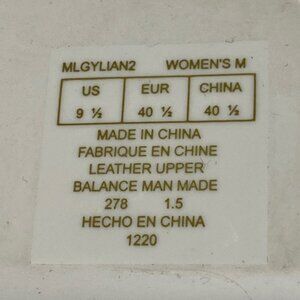 MLGYLIAN2 WOMEN'S M
US EUR CHINA
9 ½ 40 ½ 40 ½
MADE IN CHINA
FABRIQUE EN CHINE
LEATHER UPPER
BALANCE MAN MADE
278 1.5
HECHO EN CHINA
1220